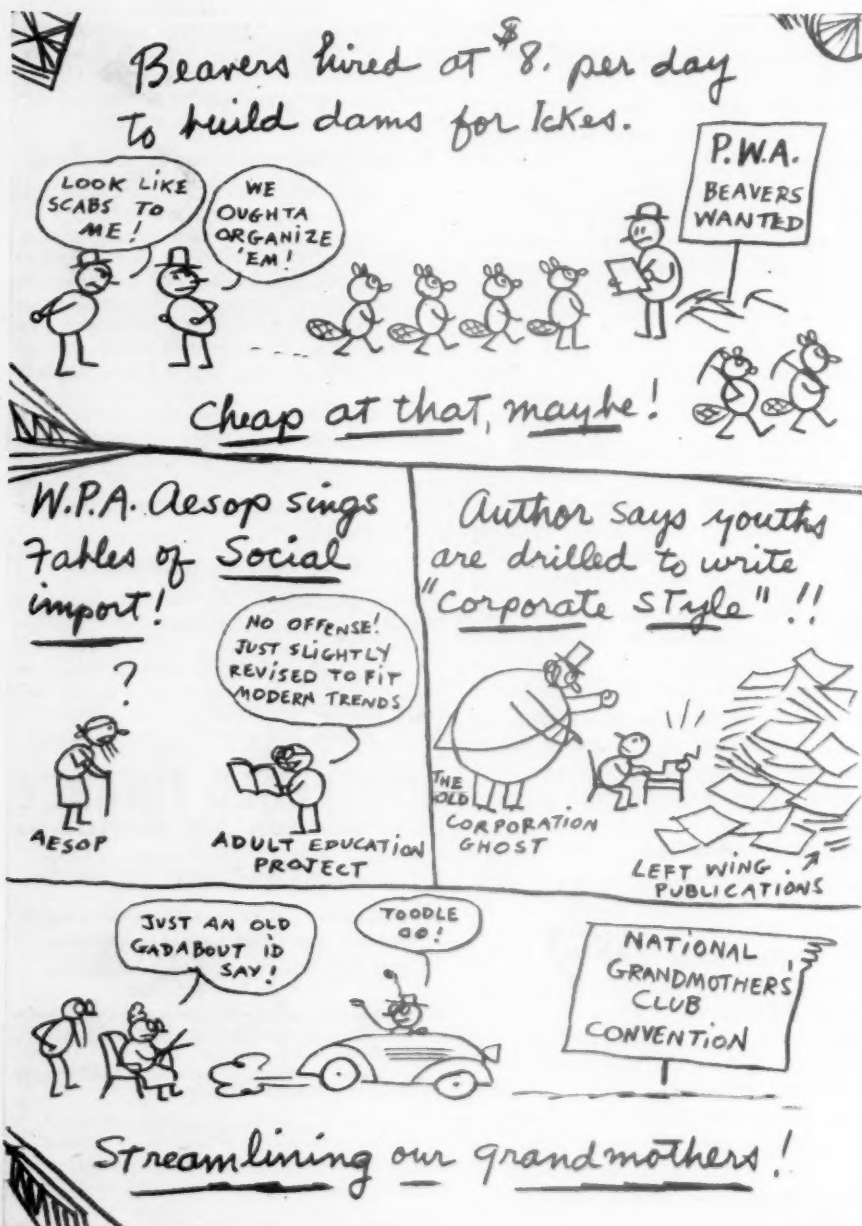 Beavers hired at $8. per day
to build dams for Ickes.
LOOK LIKE
SCABS TO
ME!
WE
OUGHTA
ORGANIZE
'EM!
P.W.A.
BEAVERS
WANTED
Cheap at that, maybe!
W.P.A. Aesop sings
Fables of Social
import!
?
NO OFFENSE!
JUST SLIGHTLY
REVISED TO FIT
MODERN TRENDS
AESOP
ADULT EDUCATION
PROJECT
Author says youths
are drilled to write
"Corporate Style"!!
THE
OLD
CORPORATION
GHOST
LEFT WING
PUBLICATIONS
JUST AN OLD
GADABOUT I'D
SAY!
TOODLE
OO!
NATIONAL
GRANDMOTHERS'
CLUB
CONVENTION
Streamlining our grandmothers!